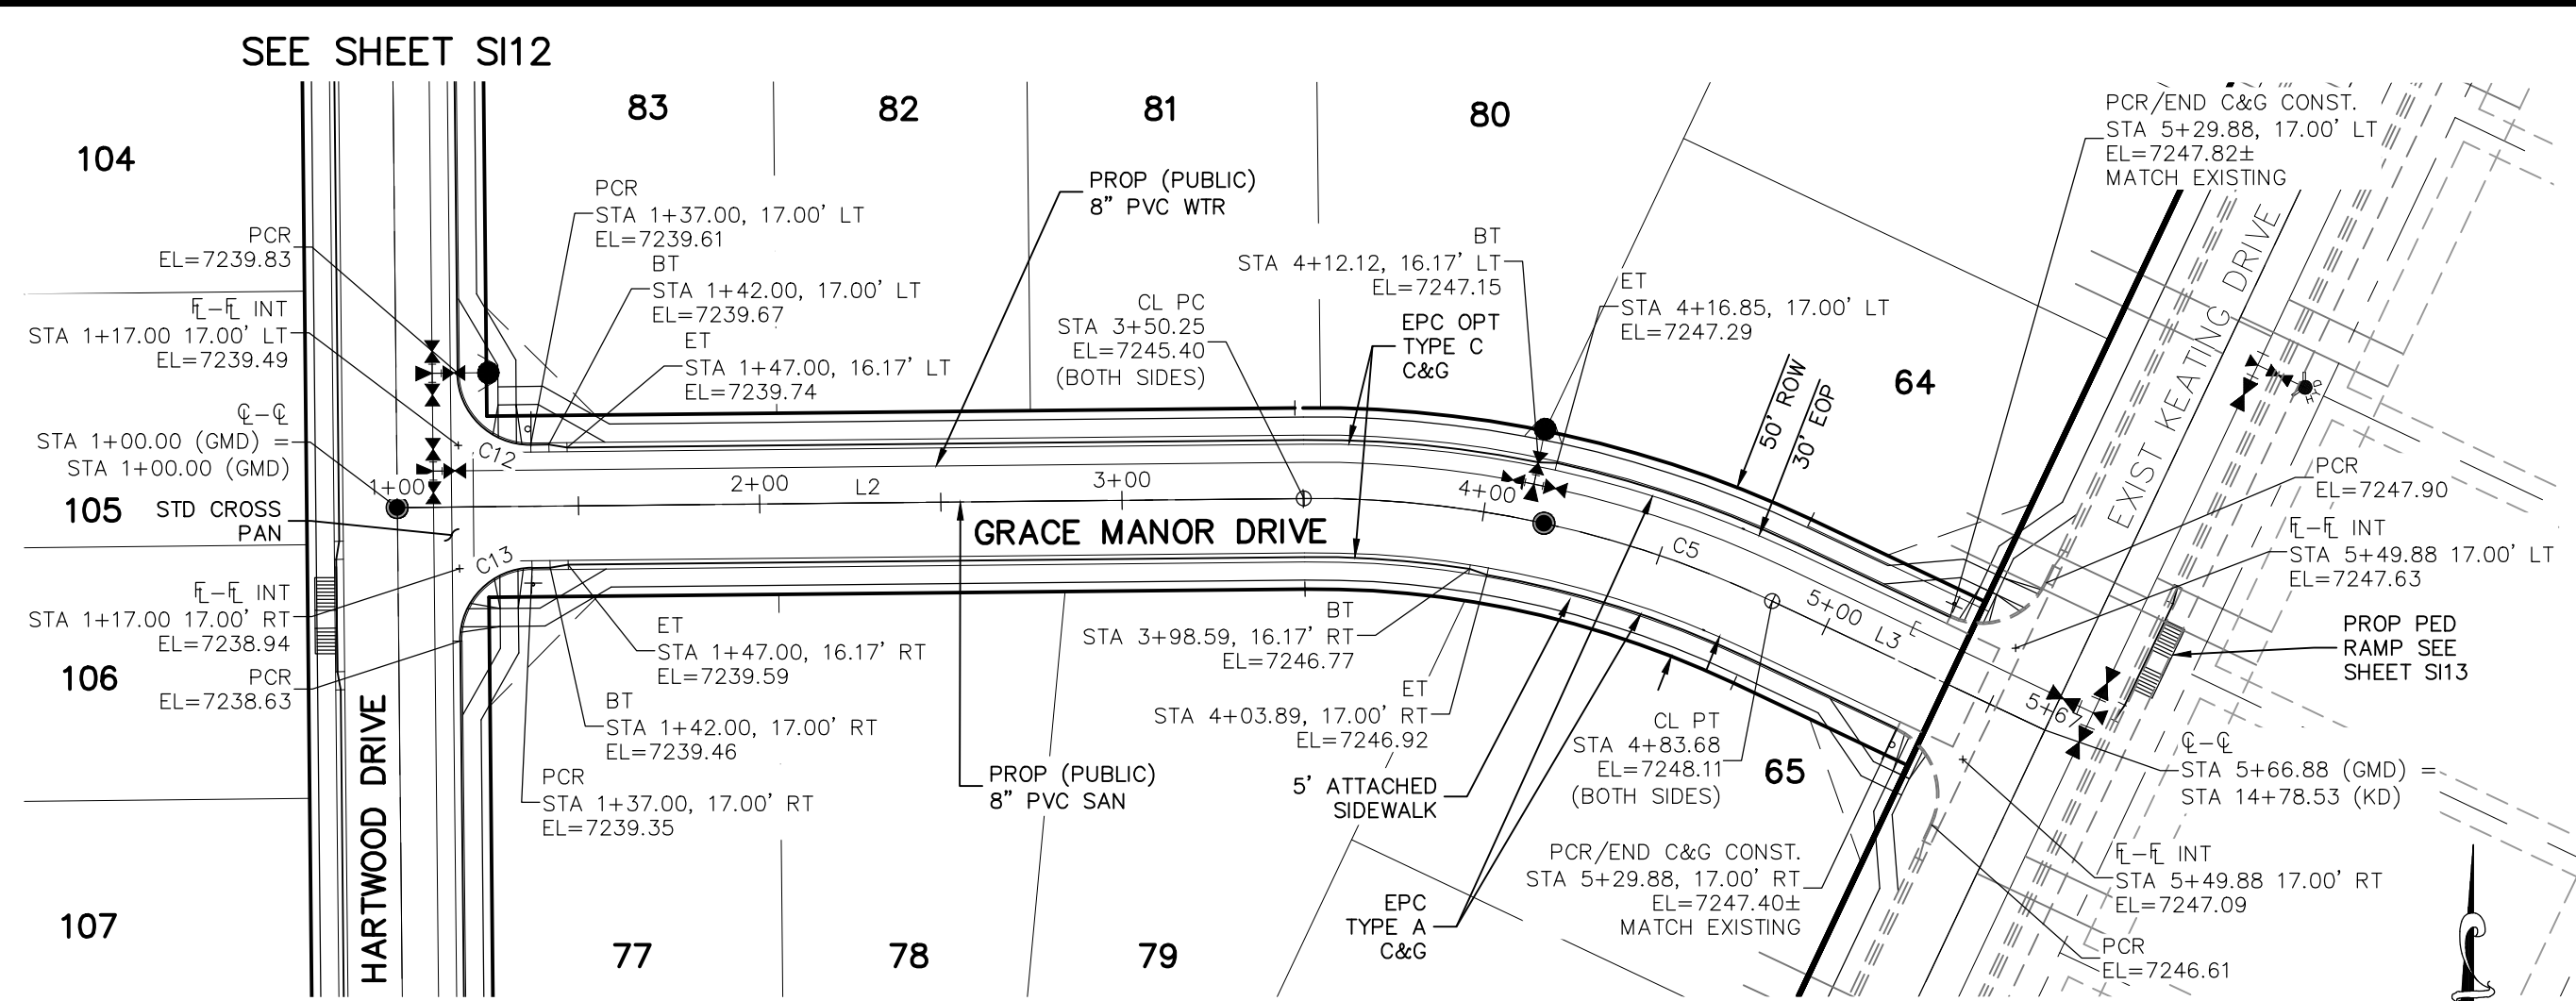 SEE SHEET SI12
104
83
82
81
80
PCR/END C&G CONST.
STA 5+29.88, 17.00' LT
EL=7247.82±
MATCH EXISTING
PCR
STA 1+37.00, 17.00' LT
EL=7239.61
BT
STA 1+42.00, 17.00' LT
EL=7239.67
ET
STA 1+47.00, 16.17' LT
EL=7239.74
PROP (PUBLIC)
8" PVC WTR
PCR
EL=7239.83
BT
STA 4+12.12, 16.17' LT
EL=7247.15
ET
STA 4+16.85, 17.00' LT
EL=7247.29
CL PC
STA 3+50.25
EL=7245.40
(BOTH SIDES)
EPC OPT
TYPE C
C&G
50' ROW
30' EOP
64
EXIST KEATING DRIVE
HYD
FL-FL INT
STA 1+17.00 17.00' LT
EL=7239.49
CL-CL
STA 1+00.00 (GMD) =
STA 1+00.00 (GMD)
105
STD CROSS
PAN
C12
1+00
2+00
L2
3+00
4+00
GRACE MANOR DRIVE
C5
5+00
L3
5+67
PCR
EL=7247.90
FL-FL INT
STA 5+49.88 17.00' LT
EL=7247.63
PROP PED
RAMP SEE
SHEET SI13
C13
FL-FL INT
STA 1+17.00 17.00' RT
EL=7238.94
106
PCR
EL=7238.63
HARTWOOD DRIVE
ET
STA 1+47.00, 16.17' RT
EL=7239.59
BT
STA 1+42.00, 17.00' RT
EL=7239.46
PCR
STA 1+37.00, 17.00' RT
EL=7239.35
PROP (PUBLIC)
8" PVC SAN
BT
STA 3+98.59, 16.17' RT
EL=7246.77
ET
STA 4+03.89, 17.00' RT
EL=7246.92
5' ATTACHED
SIDEWALK
CL PT
STA 4+83.68
EL=7248.11
(BOTH SIDES)
65
CL-CL
STA 5+66.88 (GMD) =
STA 14+78.53 (KD)
PCR/END C&G CONST.
STA 5+29.88, 17.00' RT
EL=7247.40±
MATCH EXISTING
FL-FL INT
STA 5+49.88 17.00' RT
EL=7247.09
PCR
EL=7246.61
EPC
TYPE A
C&G
107
77
78
79